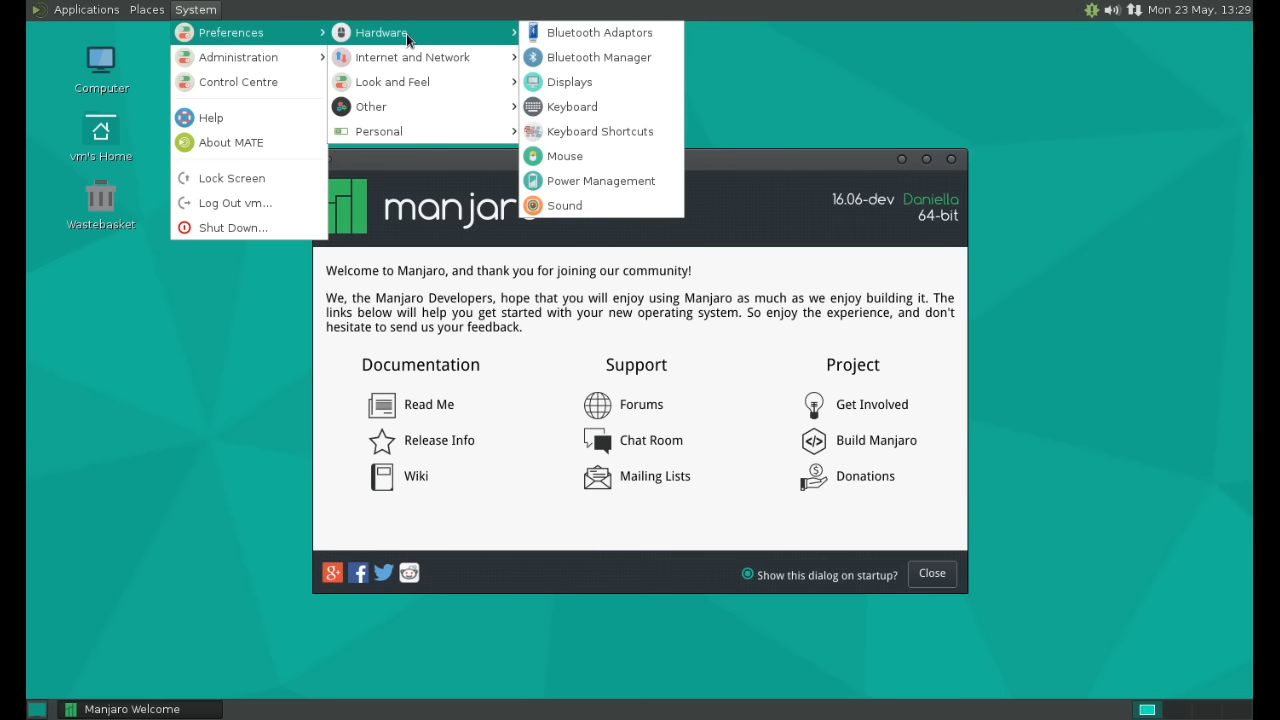 Applications Places System
Mon 23 May, 13:29
Computer
vm's Home
Wastebasket
Preferences
Administration
Control Centre
Help
About MATE
Lock Screen
Log Out vm...
Shut Down...
Hardware
Internet and Network
Look and Feel
Other
Personal
Bluetooth Adaptors
Bluetooth Manager
Displays
Keyboard
Keyboard Shortcuts
Mouse
Power Management
Sound
manjar
16.06-dev Daniella
64-bit
Welcome to Manjaro, and thank you for joining our community!
We, the Manjaro Developers, hope that you will enjoy using Manjaro as much as we enjoy building it. The
links below will help you get started with your new operating system. So enjoy the experience, and don't
hesitate to send us your feedback.
Documentation
Read Me
Release Info
Wiki
Support
Forums
Chat Room
Mailing Lists
Project
Get Involved
Build Manjaro
Donations
Show this dialog on startup?
Close
Manjaro Welcome